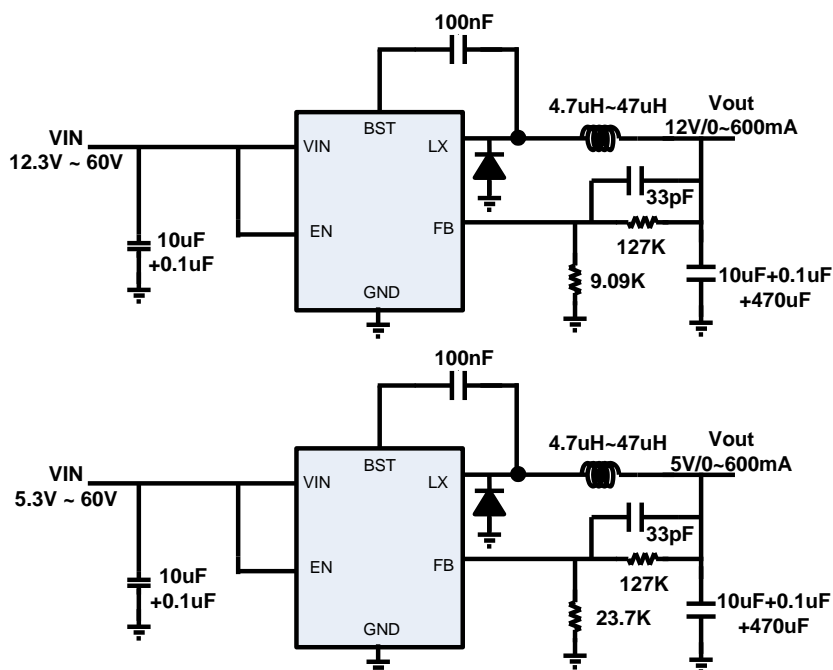 100nF
4.7uH~47uH
Vout
12V/0~600mA
VIN
12.3V ~ 60V
BST
VIN
LX
33pF
10uF
+0.1uF
EN
FB
127K
9.09K
10uF+0.1uF
+470uF
GND
100nF
4.7uH~47uH
Vout
5V/0~600mA
VIN
5.3V ~ 60V
BST
VIN
LX
33pF
10uF
+0.1uF
EN
FB
127K
23.7K
10uF+0.1uF
+470uF
GND